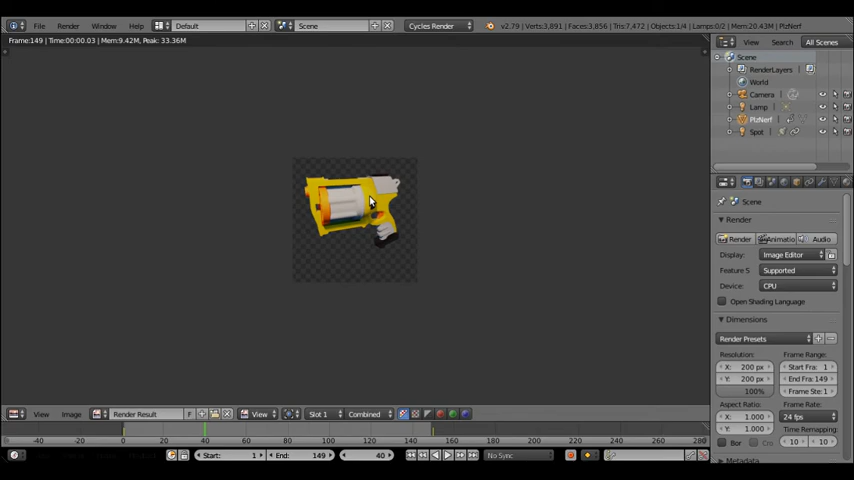 File Render Window Help Default Scene Cycles Render v2.79 | Verts:3,891 | Faces:3,856 | Tris:7,472 | Objects:1/4 | Lamps:0/2 | Mem:20.43M | PlzNerf
Frame:149 | Time:00:00.03 | Mem:9.42M, Peak: 33.36M
View Search All Scenes
Scene
RenderLayers
World
Camera
Lamp
PlzNerf
Spot
Scene
Render
Render Animatio Audio
Display: Image Editor
Feature S Supported
Device: CPU
Open Shading Language
Dimensions
Render Presets
Resolution: Frame Range:
X: 200 px Start Fra: 1
Y: 200 px End Fra: 149
100% Frame Ste: 1
Aspect Ratio: Frame Rate:
X: 1.000 24 fps
Y: 1.000 Time Remapping:
Bor Cro 10 10
Metadata
View Image Render Result F View Slot 1 Combined
-40 -20 0 20 40 60 80 100 120 140 160 180 200 220 240 260 280
Start: 1 End: 149 40 No Sync